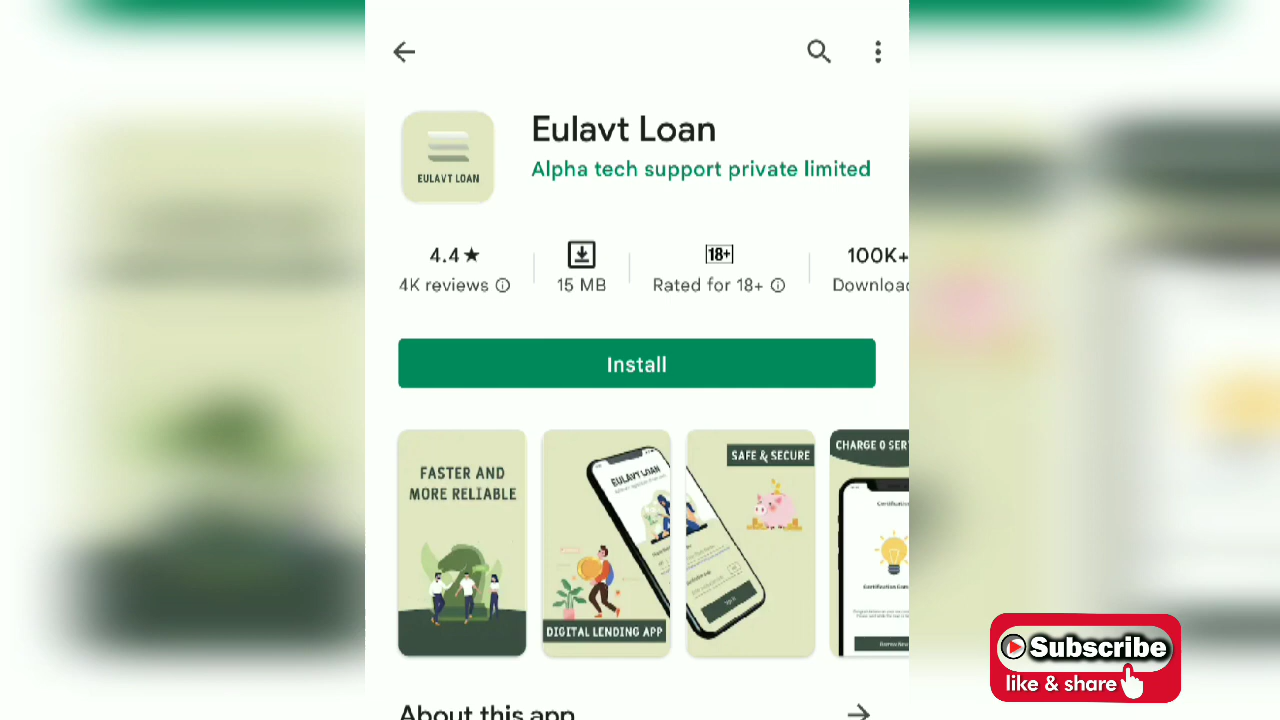 Eulavt Loan
Alpha tech support private limited
EULAVT LOAN
4.4★
4K reviews
15 MB
18+
Rated for 18+
100K+
Downloac
Install
FASTER AND
MORE RELIABLE
EULAVT LOAN
DIGITAL LENDING APP
SAFE & SECURE
CHARGE 0 SER
Subscribe
like & share
About this app